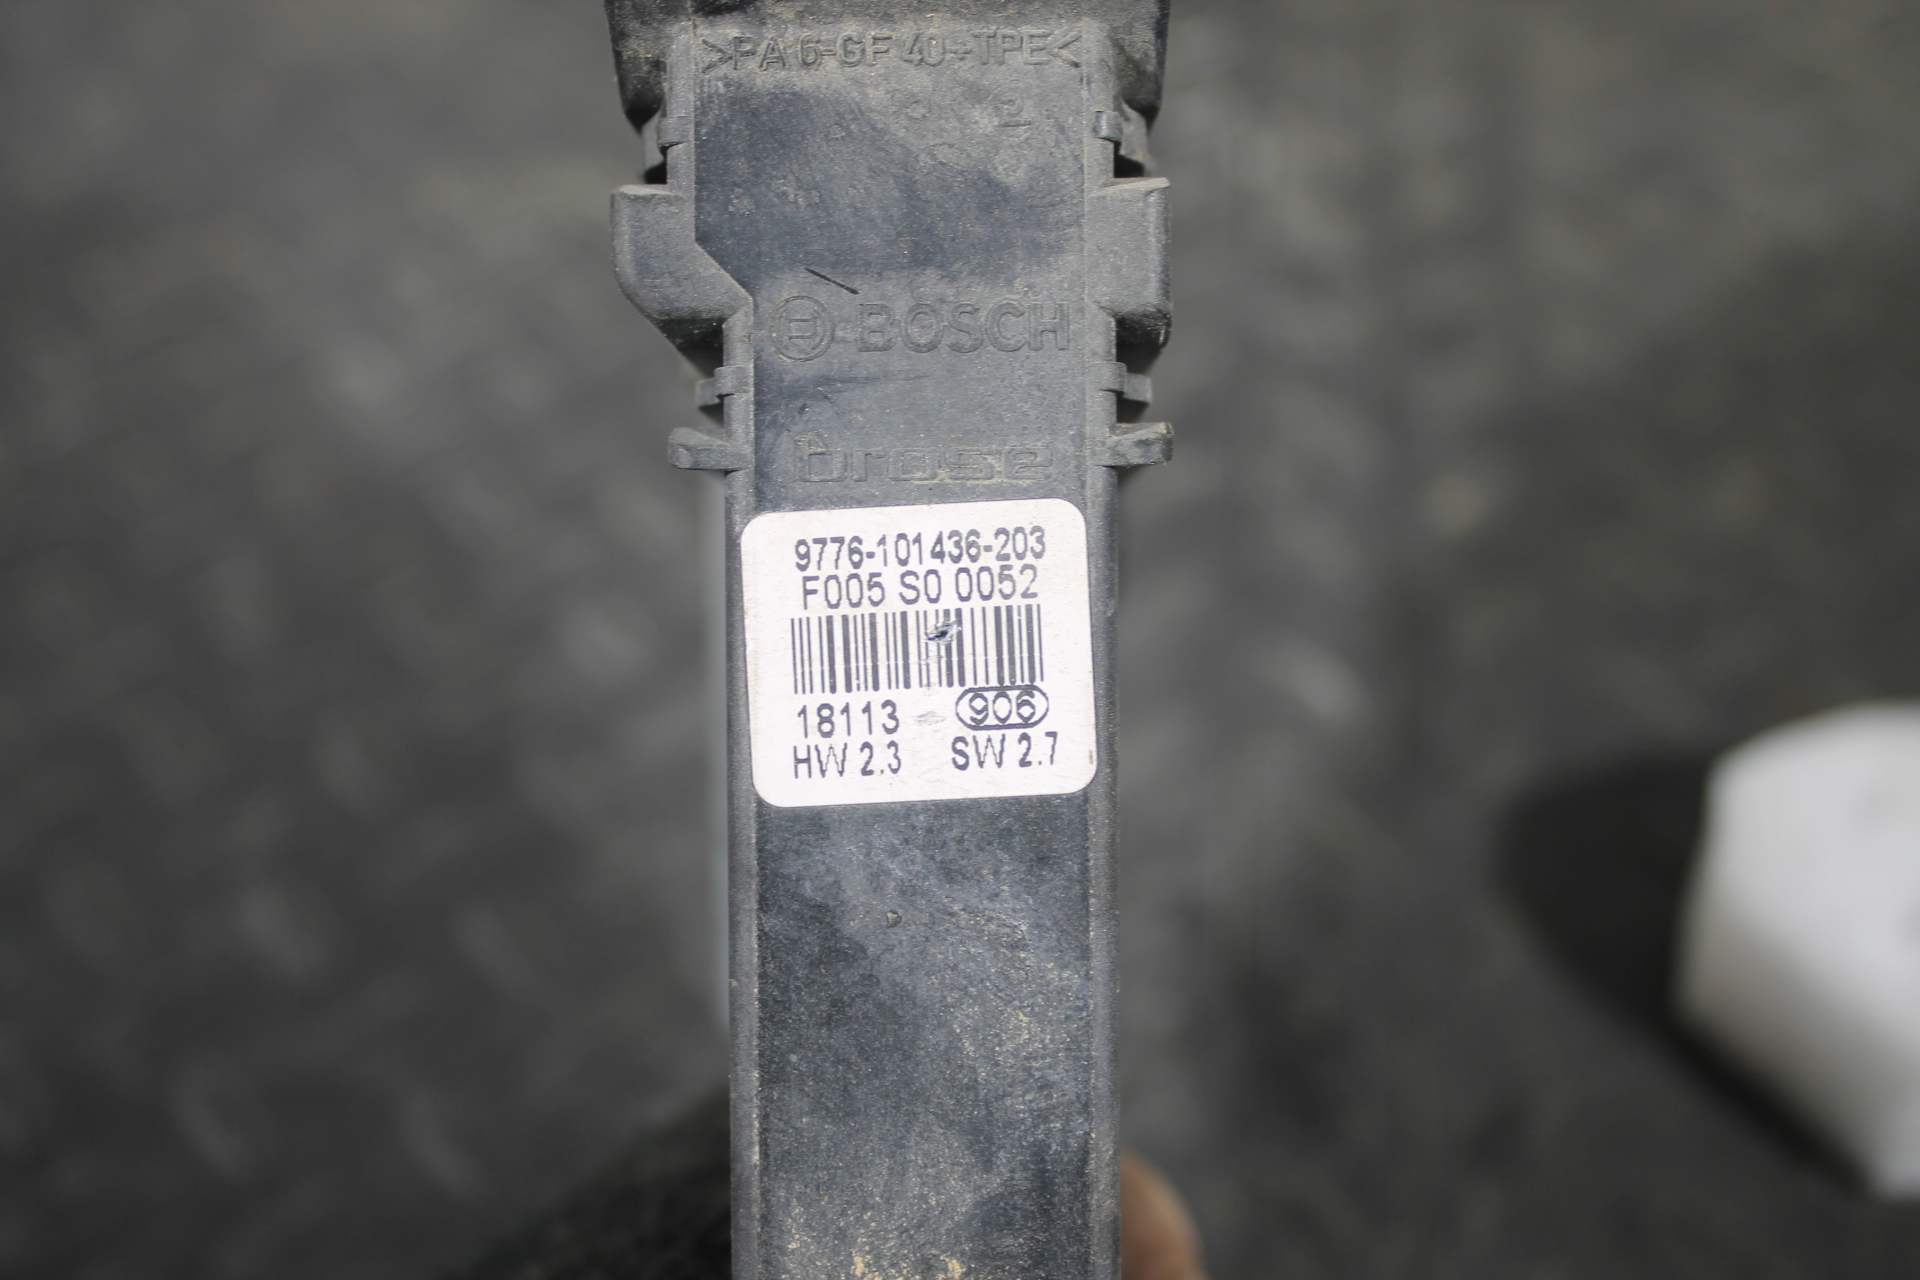 >PA 6-GF 40+TPE<
2
BOSCH
brose
9776-101436-203
F005 S0 0052
18113 906
HW 2.3 SW 2.7